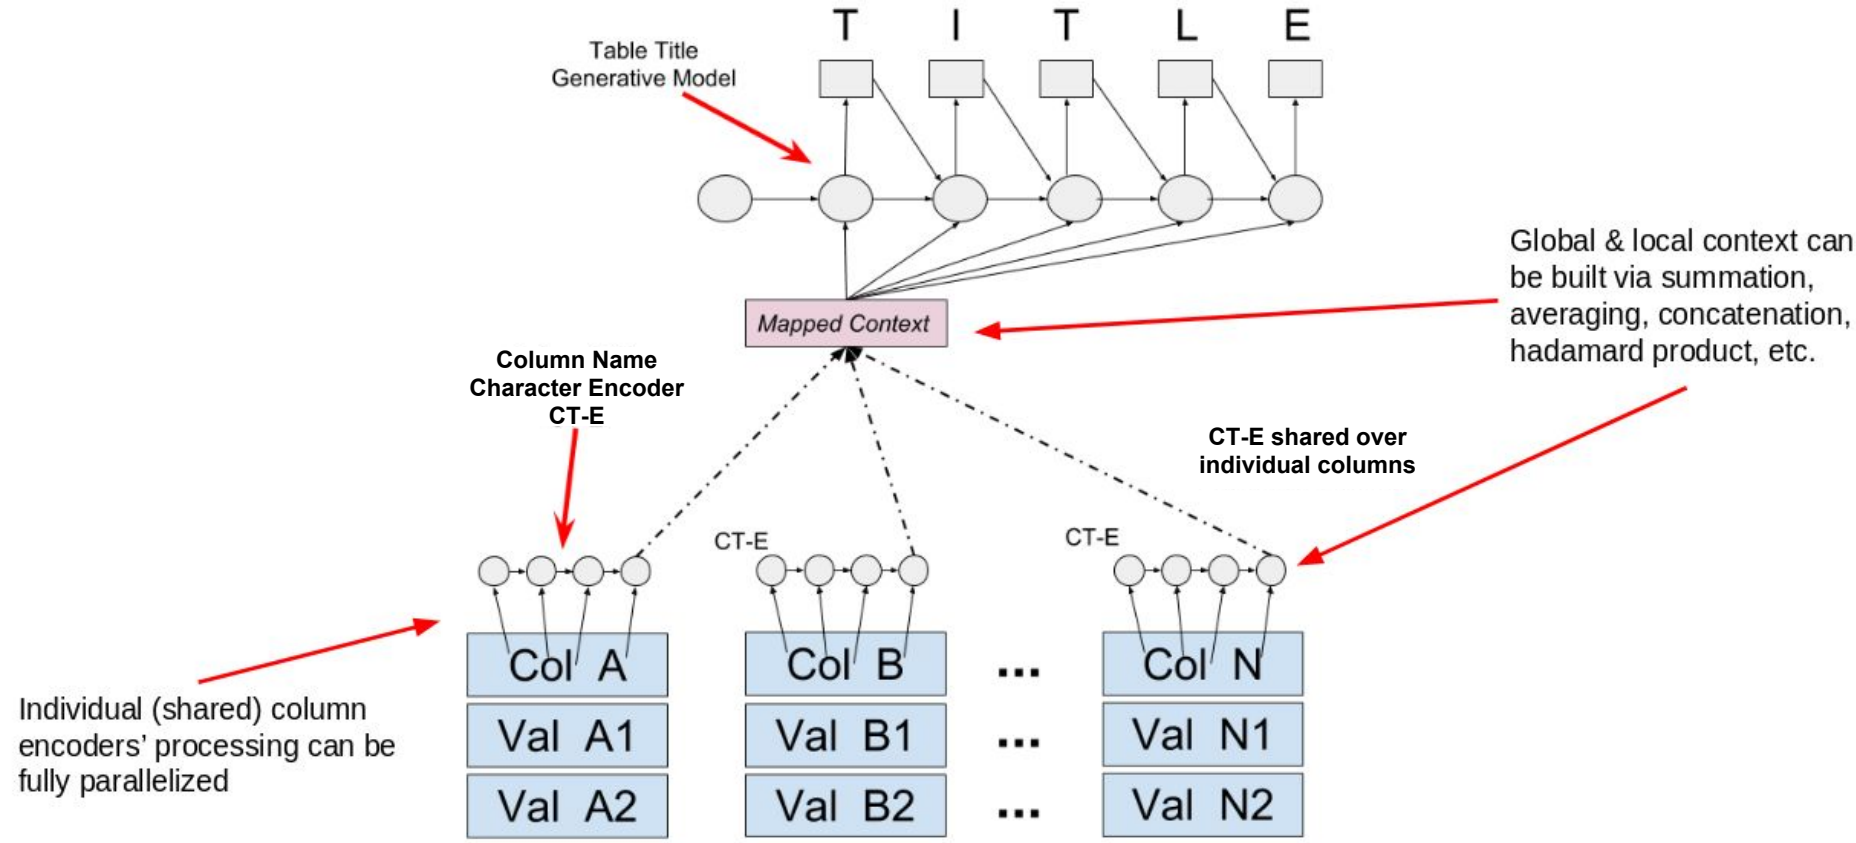 T I T L E
Table Title
Generative Model
Global & local context can
be built via summation,
averaging, concatenation,
hadamard product, etc.
Mapped Context
Column Name
Character Encoder
CT-E
CT-E shared over
individual columns
CT-E
CT-E
Col A
Col B
...
Col N
Individual (shared) column
encoders’ processing can be
fully parallelized
Val A1
Val B1
...
Val N1
Val A2
Val B2
...
Val N2